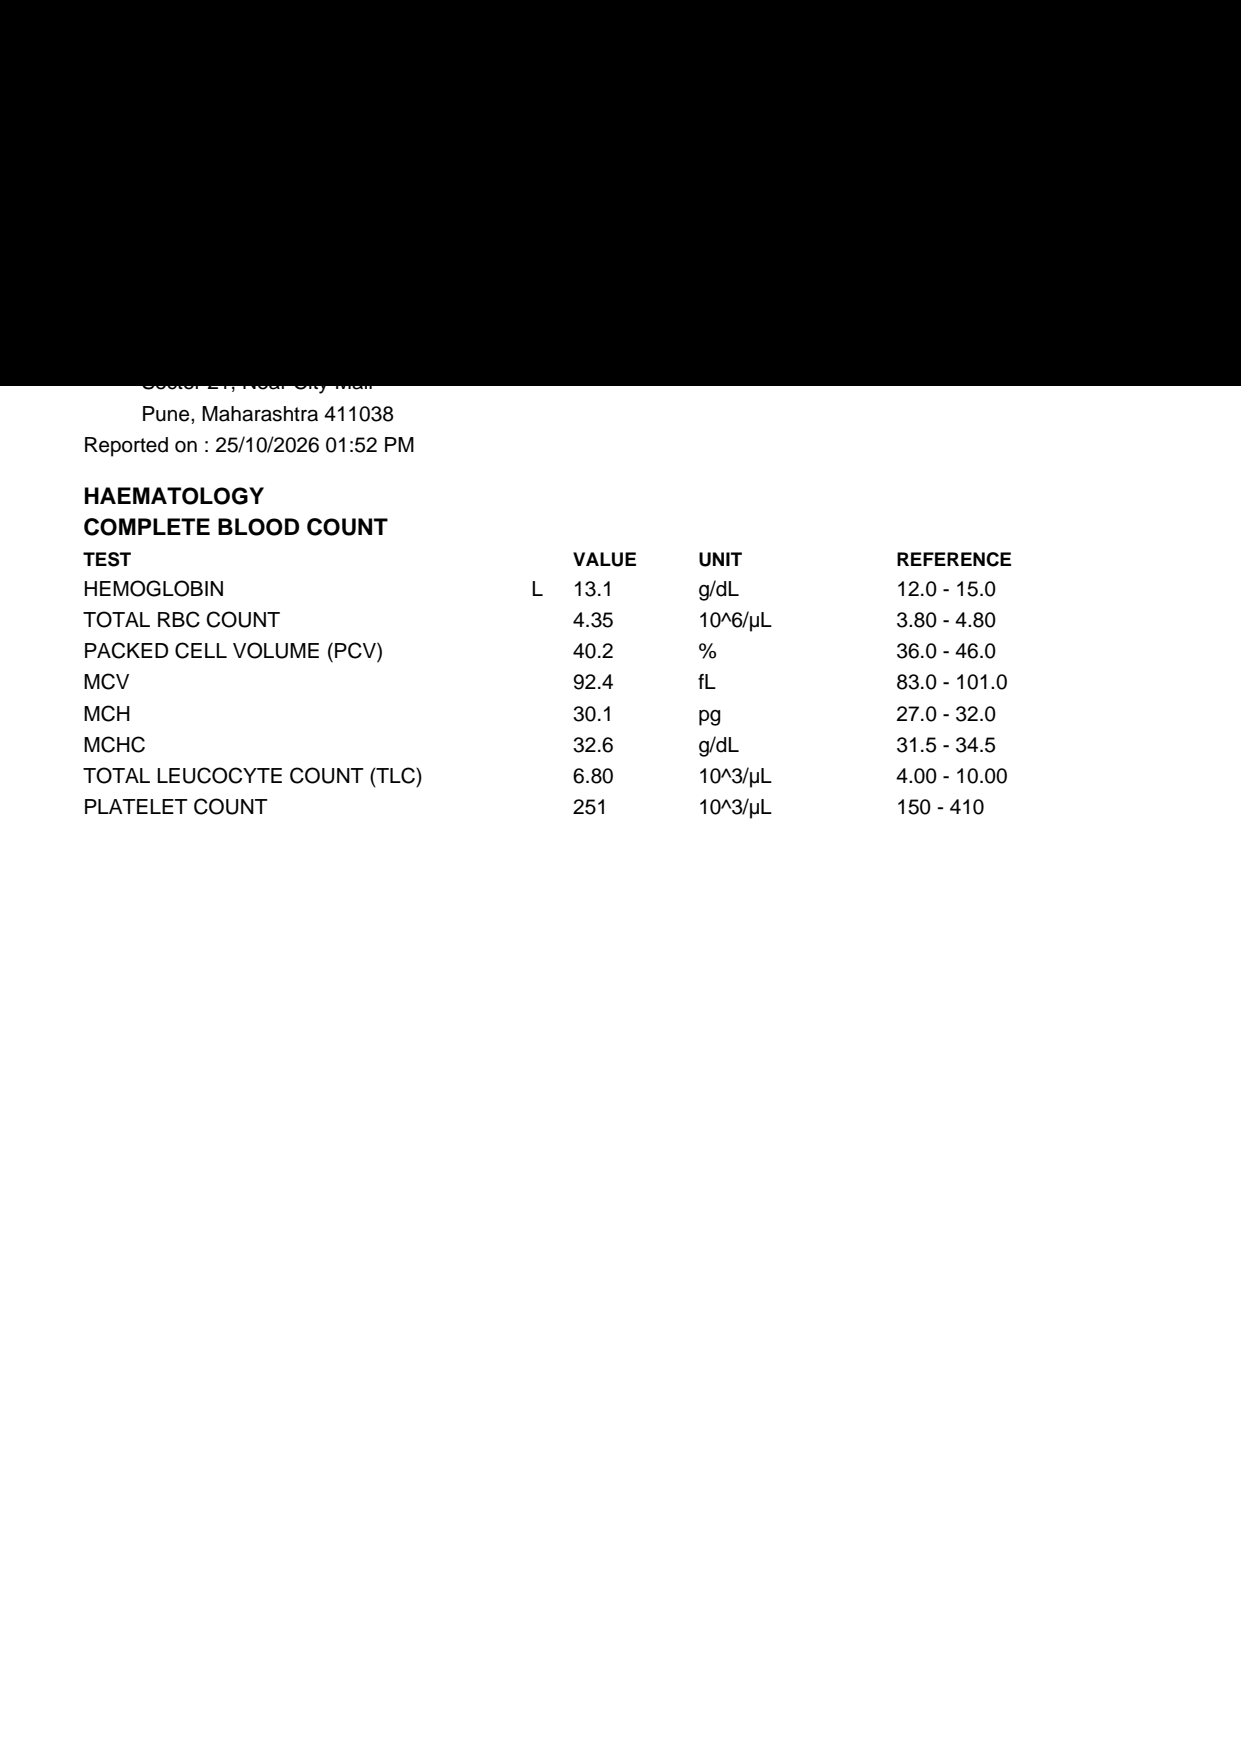 Pune, Maharashtra 411038
Reported on : 25/10/2026 01:52 PM
HAEMATOLOGY
COMPLETE BLOOD COUNT
TEST VALUE UNIT REFERENCE
HEMOGLOBIN L 13.1 g/dL 12.0 - 15.0
TOTAL RBC COUNT 4.35 10^6/µL 3.80 - 4.80
PACKED CELL VOLUME (PCV) 40.2 % 36.0 - 46.0
MCV 92.4 fL 83.0 - 101.0
MCH 30.1 pg 27.0 - 32.0
MCHC 32.6 g/dL 31.5 - 34.5
TOTAL LEUCOCYTE COUNT (TLC) 6.80 10^3/µL 4.00 - 10.00
PLATELET COUNT 251 10^3/µL 150 - 410